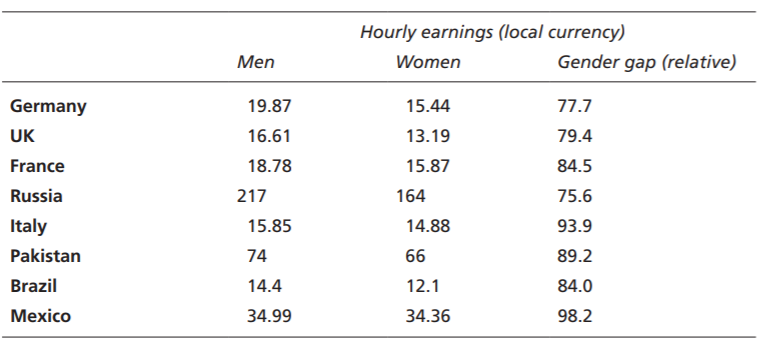 Hourly earnings (local currency)
Men Women Gender gap (relative)
Germany 19.87 15.44 77.7
UK 16.61 13.19 79.4
France 18.78 15.87 84.5
Russia 217 164 75.6
Italy 15.85 14.88 93.9
Pakistan 74 66 89.2
Brazil 14.4 12.1 84.0
Mexico 34.99 34.36 98.2